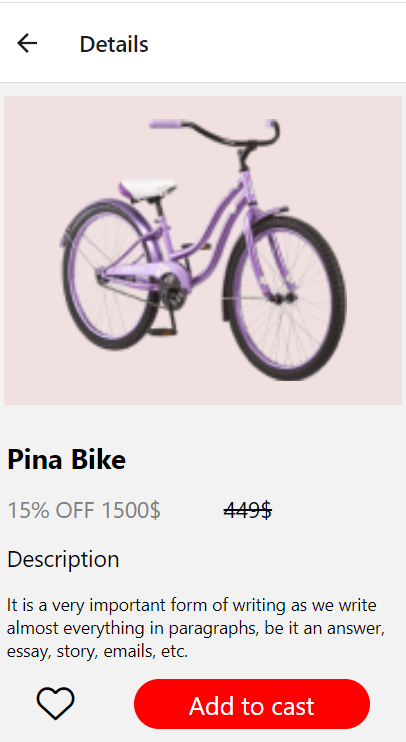 Details
Pina Bike
15% OFF 1500$ 449$
Description
It is a very important form of writing as we write
almost everything in paragraphs, be it an answer,
essay, story, emails, etc.
Add to cast